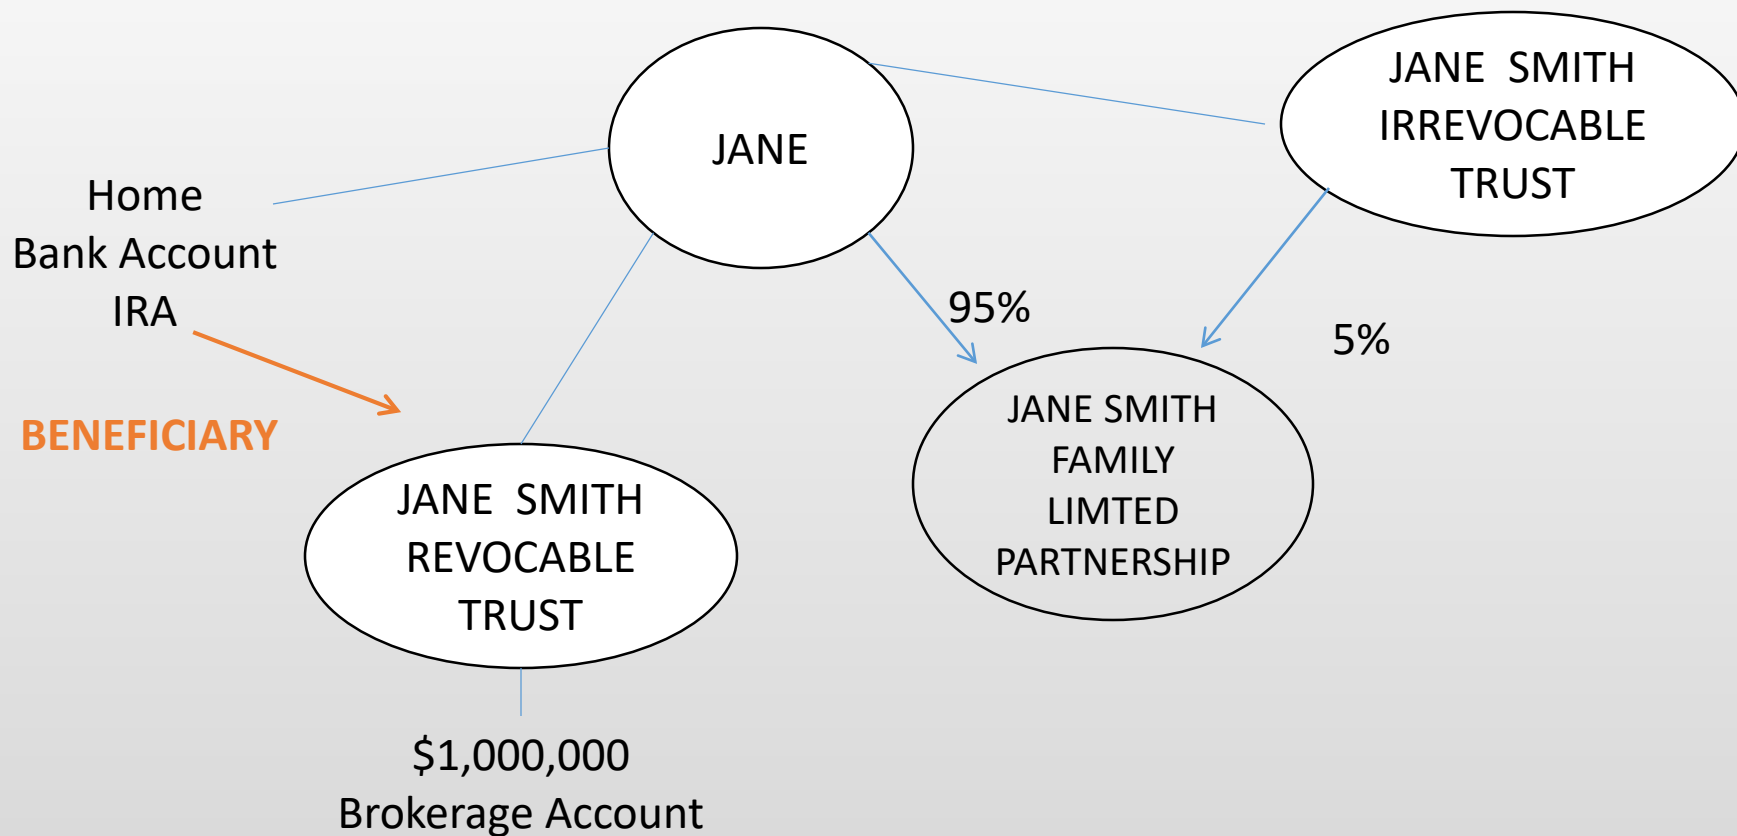 JANE
JANE SMITH
IRREVOCABLE
TRUST
Home
Bank Account
IRA
95%
5%
BENEFICIARY
JANE SMITH
FAMILY
LIMTED
PARTNERSHIP
JANE SMITH
REVOCABLE
TRUST
$1,000,000
Brokerage Account